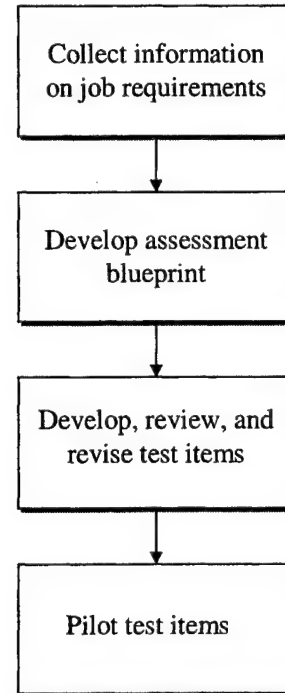 Collect information
on job requirements
Develop assessment
blueprint
Develop, review, and
revise test items
Pilot test items